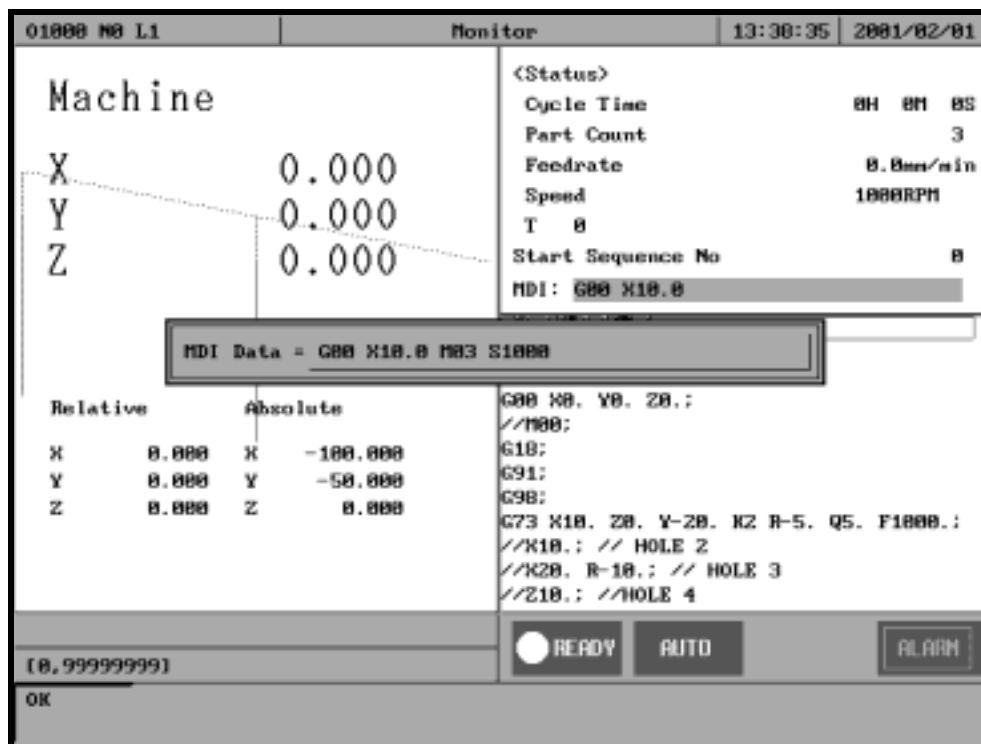 O1000 N0 L1 Monitor 13:38:35 2001/02/01
Machine
X 0.000
Y 0.000
Z 0.000
<Status>
Cycle Time 0H 0M 0S
Part Count 3
Feedrate 0.0mm/min
Speed 1000RPM
T 0
Start Sequence No 0
MDI: G00 X10.0
MDI Data = G00 X10.0 M03 S1000
Relative Absolute
X 0.000 X -100.000
Y 0.000 Y -50.000
Z 0.000 Z 0.000
G00 X0. Y0. Z0.;
//M00;
G18;
G91;
G98;
G73 X10. Z0. Y-20. K2 R-5. Q5. F1000.;
//X10.; // HOLE 2
//X20. R-10.; // HOLE 3
//Z10.; //HOLE 4
READY AUTO ALARM
[0,99999999]
OK